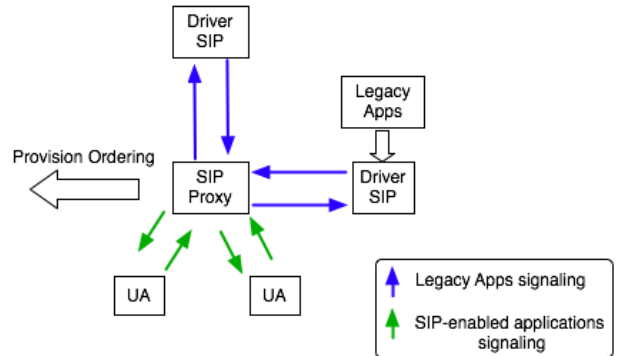 Driver
SIP
Legacy
Apps
Provision Ordering
SIP
Proxy
Driver
SIP
UA
UA
Legacy Apps signaling
SIP-enabled applications
signaling